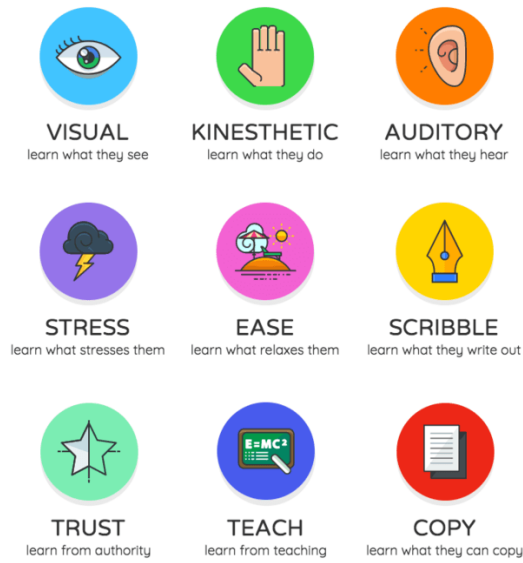 VISUAL
learn what they see
KINESTHETIC
learn what they do
AUDITORY
learn what they hear
STRESS
learn what stresses them
EASE
learn what relaxes them
SCRIBBLE
learn what they write out
TRUST
learn from authority
E=MC²
TEACH
learn from teaching
COPY
learn what they can copy